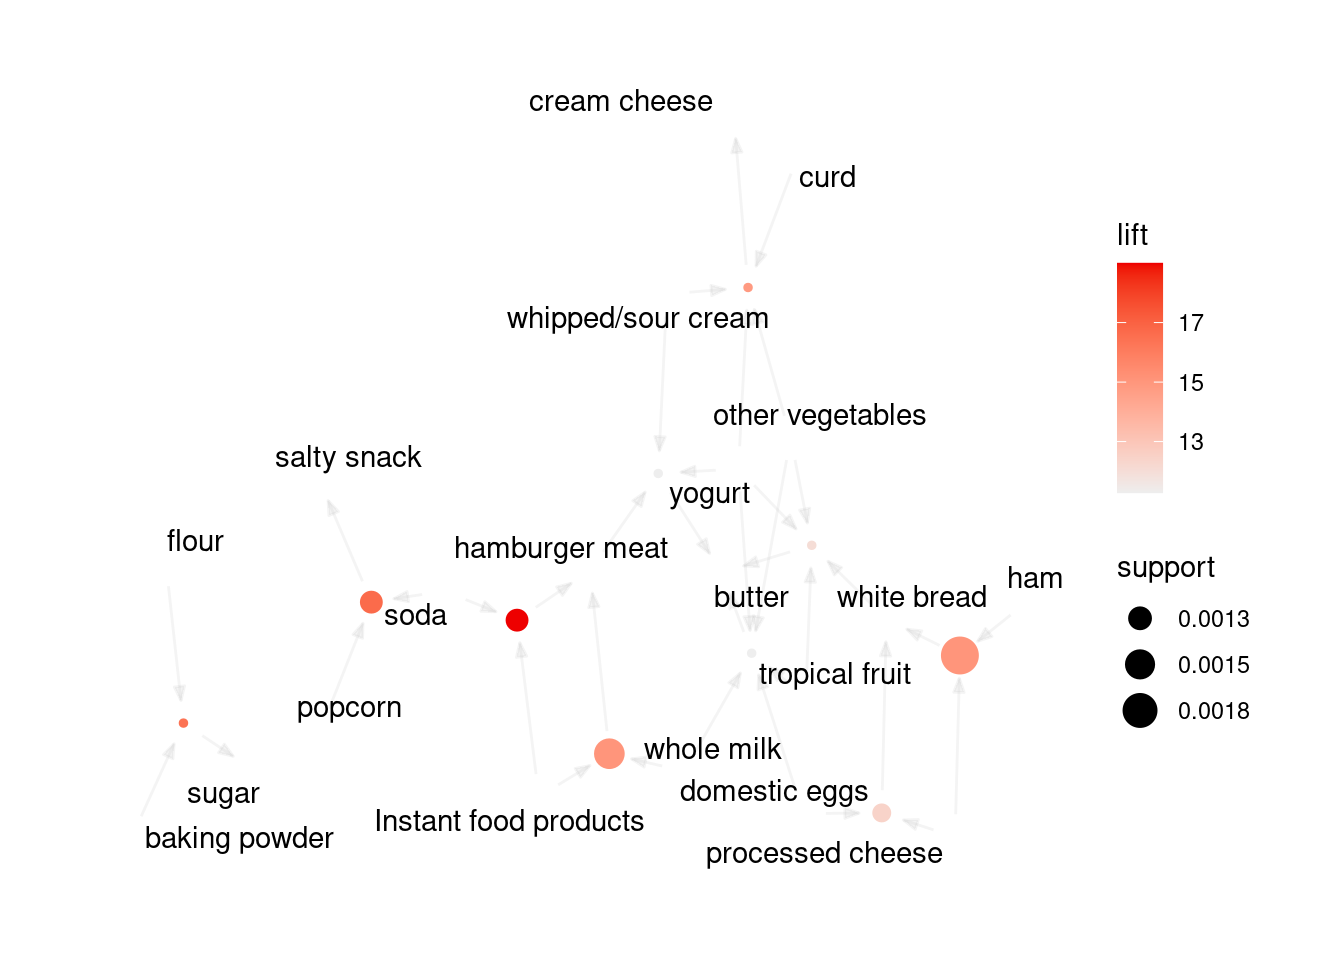 cream cheese
curd
whipped/sour cream
other vegetables
salty snack
yogurt
flour
hamburger meat
ham
butter
white bread
soda
tropical fruit
popcorn
whole milk
domestic eggs
sugar
Instant food products
baking powder
processed cheese
lift
17
15
13
support
0.0013
0.0015
0.0018